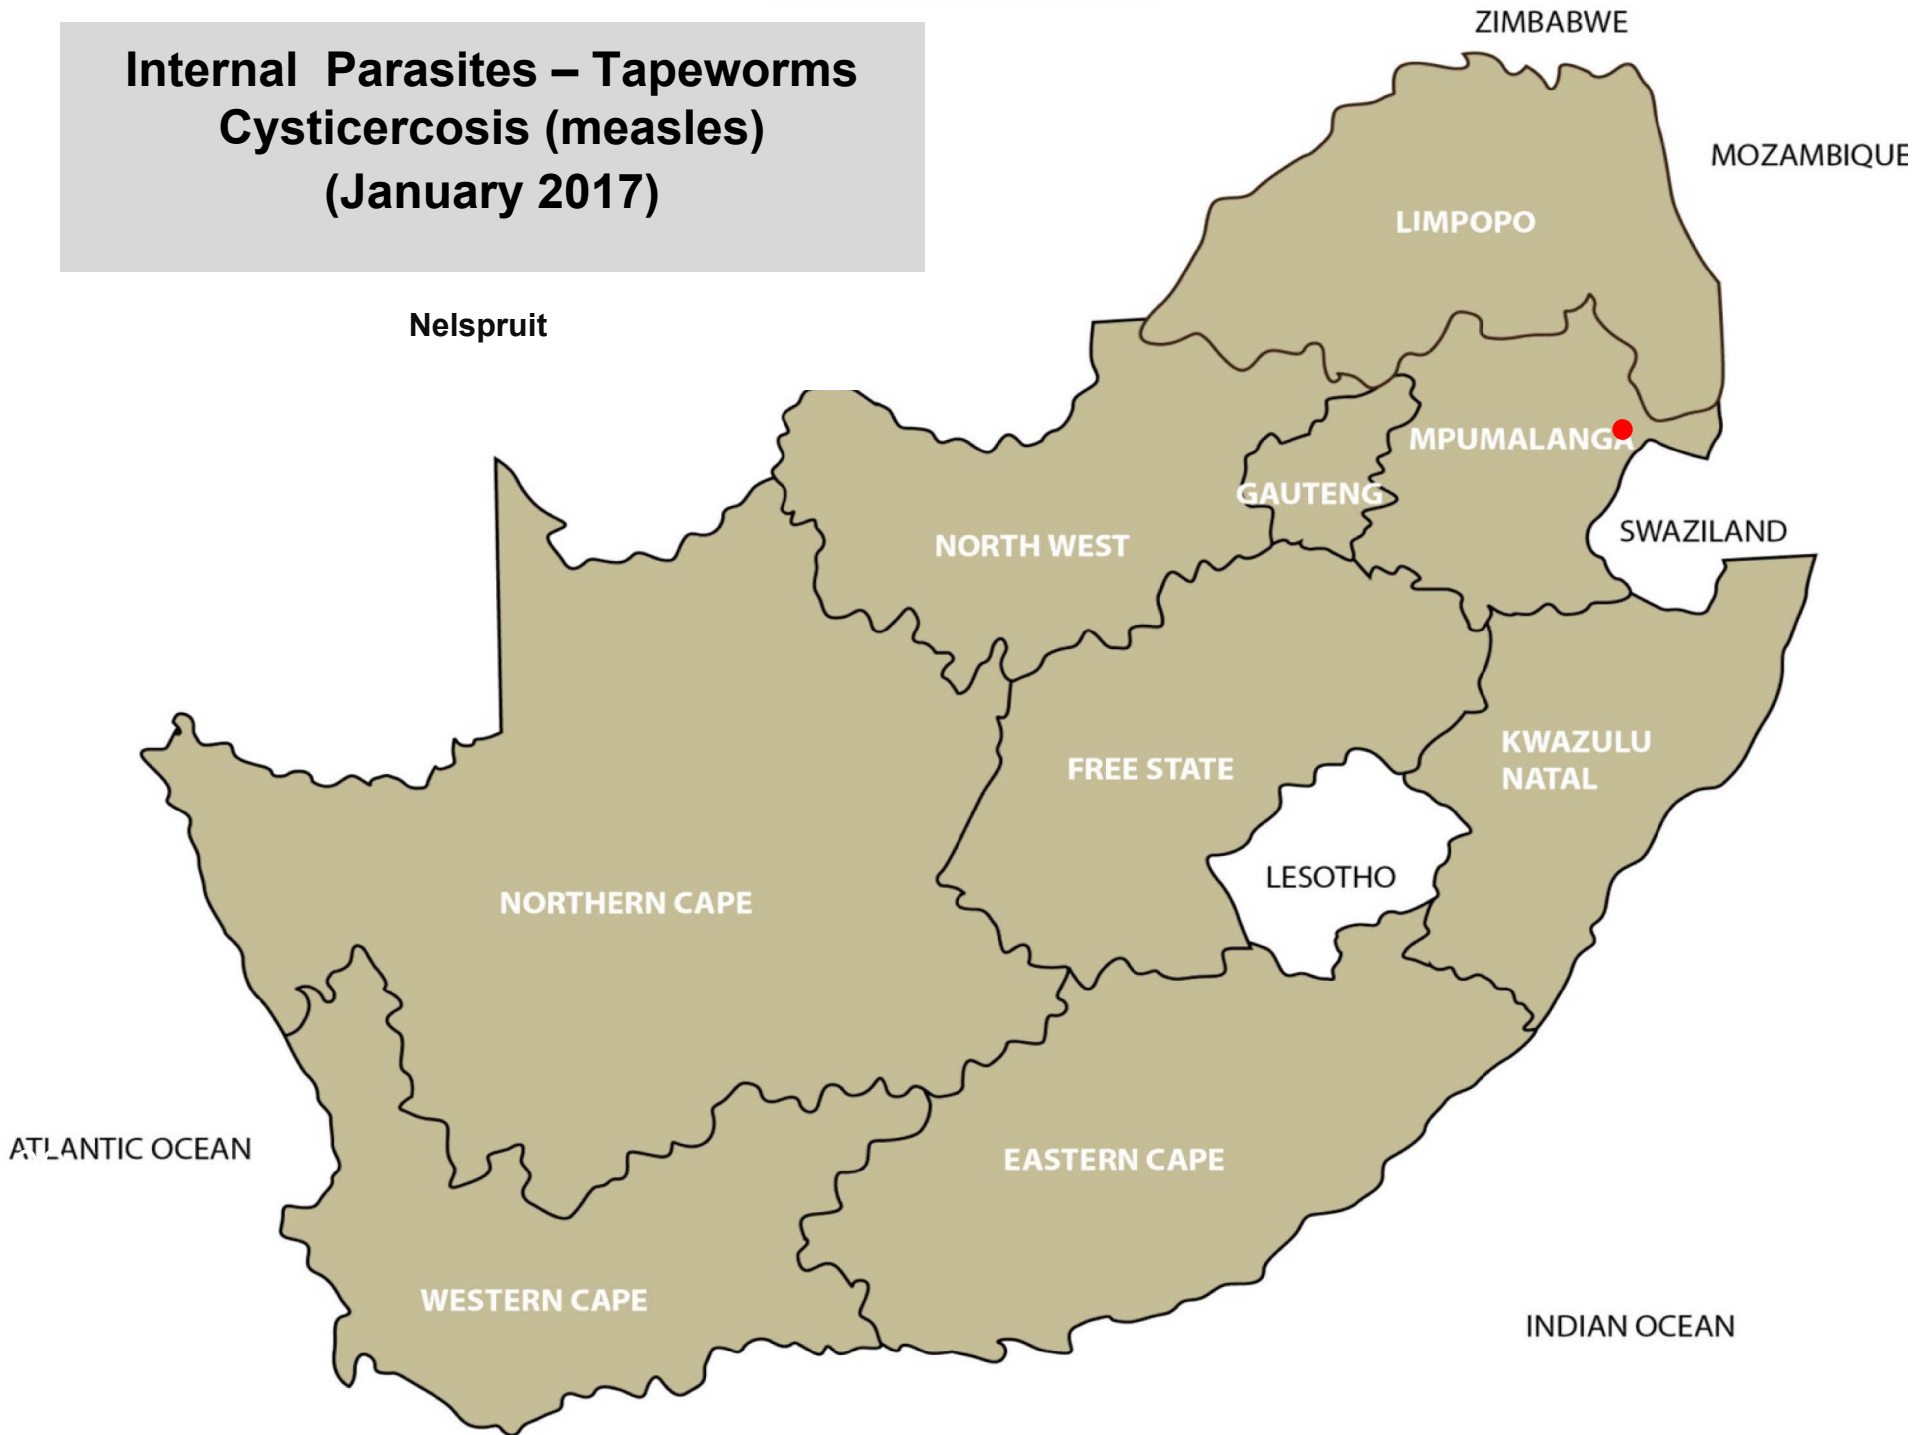 Internal Parasites – Tapeworms
Cysticercosis (measles)
(January 2017)
Nelspruit
ZIMBABWE
MOZAMBIQUE
LIMPOPO
MPUMALANGA
GAUTENG
NORTH WEST
SWAZILAND
KWAZULU
NATAL
FREE STATE
LESOTHO
NORTHERN CAPE
ATLANTIC OCEAN
EASTERN CAPE
WESTERN CAPE
INDIAN OCEAN